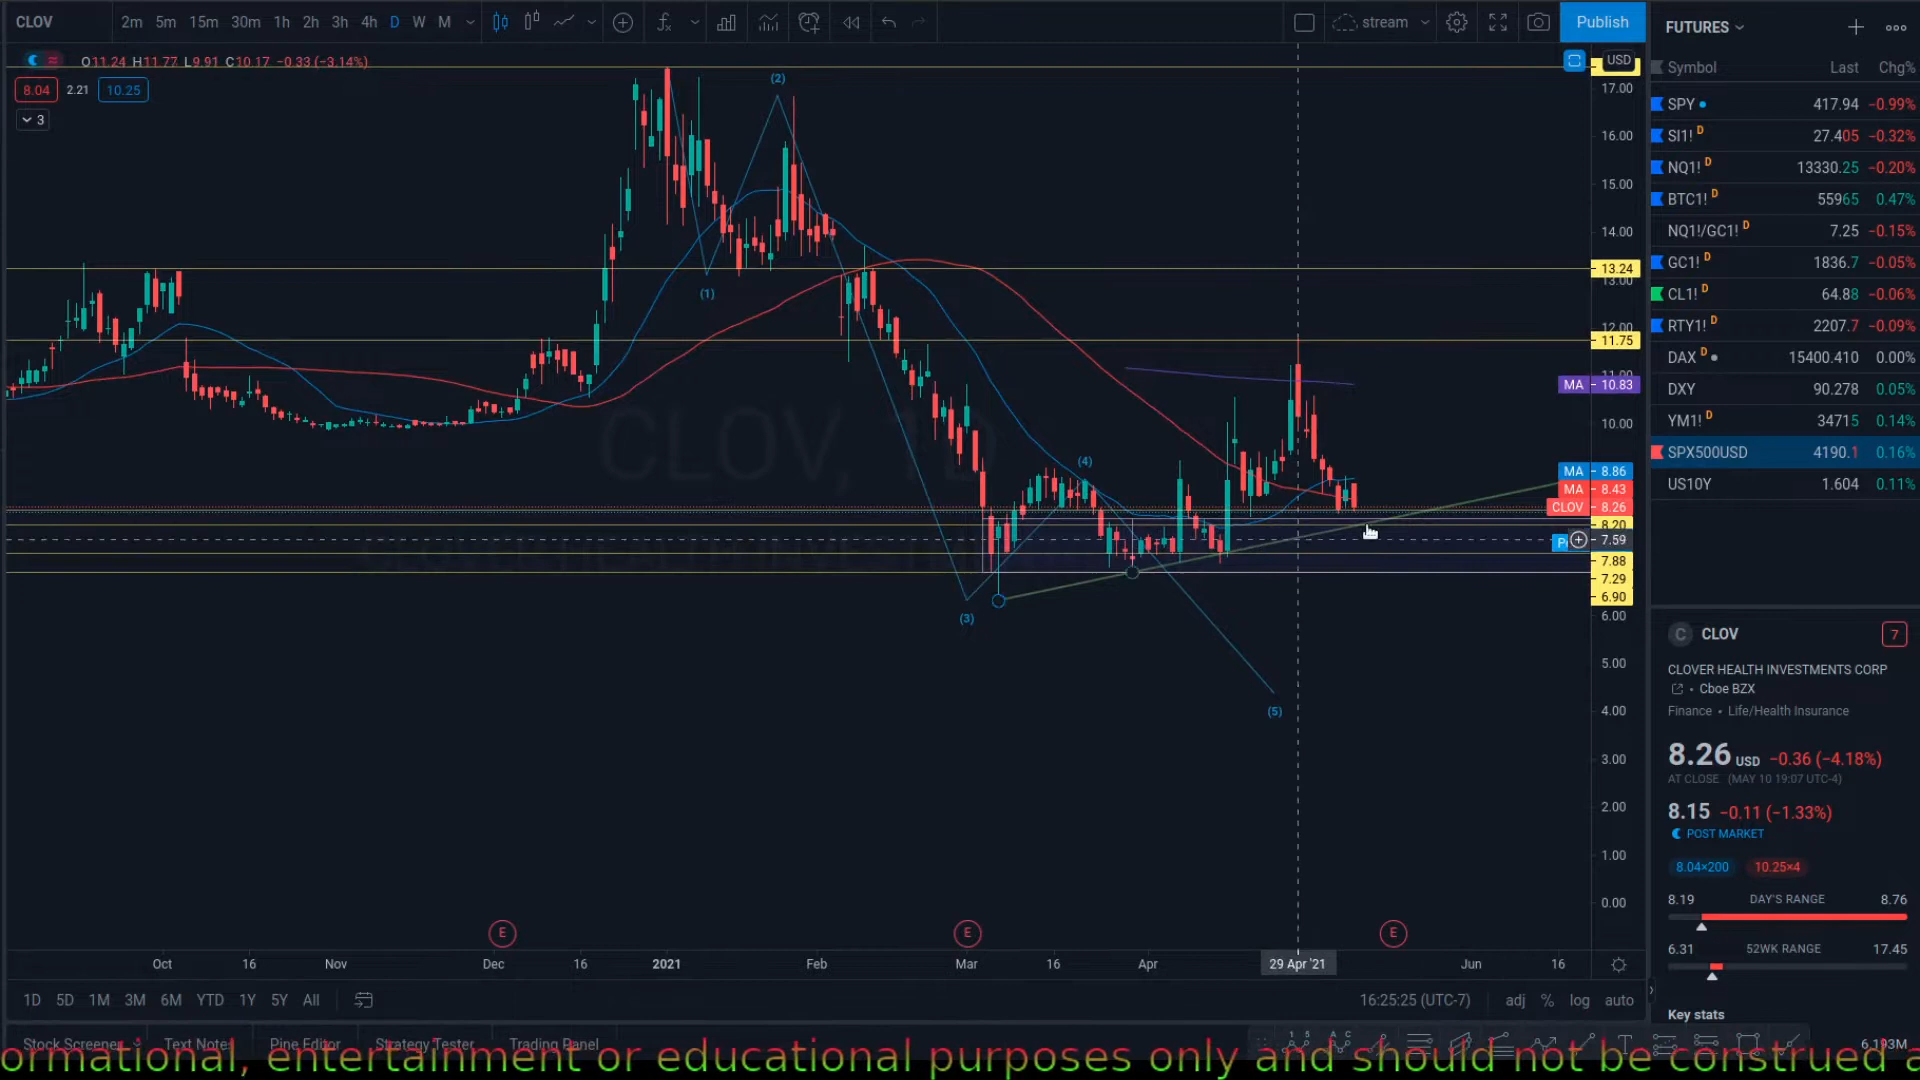 CLOV 2m 5m 15m 30m 1h 2h 3h 4h D W M stream Publish
FUTURES
O11.24 H11.77 L9.91 C10.17 −0.33 (−3.14%)
8.04 2.21 10.25
3
Symbol Last Chg%
SPY 417.94 −0.99%
SI1! D 27.405 −0.32%
NQ1! D 13330.25 −0.20%
BTC1! D 55965 0.47%
NQ1!/GC1! D 7.25 −0.15%
GC1! D 1836.7 −0.05%
CL1! D 64.88 −0.06%
RTY1! D 2207.7 −0.09%
DAX D 15400.410 0.00%
DXY 90.278 0.05%
YM1! D 34715 0.14%
SPX500USD 4190.1 0.16%
US10Y 1.604 0.11%
USD
17.00
16.00
15.00
14.00
13.24
13.00
12.00
11.75
11.00
MA 10.83
10.00
MA 8.86
MA 8.43
CLOV 8.26
8.20
7.59
7.88
7.29
6.90
6.00
5.00
4.00
3.00
2.00
1.00
0.00
(2)
(1)
(4)
(3)
(5)
CLOV, 1D
E E E
Oct 16 Nov Dec 16 2021 Feb Mar 16 Apr 29 Apr '21 Jun 16
1D 5D 1M 3M 6M YTD 1Y 5Y All 16:25:25 (UTC-7) adj % log auto
Stock Screener Text Notes Pine Editor Strategy Tester Trading Panel
C CLOV 7
CLOVER HEALTH INVESTMENTS CORP
• Cboe BZX
Finance • Life/Health Insurance
8.26 USD −0.36 (−4.18%)
AT CLOSE (MAY 10 19:07 UTC-4)
8.15 −0.11 (−1.33%)
POST MARKET
8.04×200 10.25×4
8.19 DAY'S RANGE 8.76
6.31 52WK RANGE 17.45
Key stats
6.193M
ormational, entertainment or educational purposes only and should not be construed a